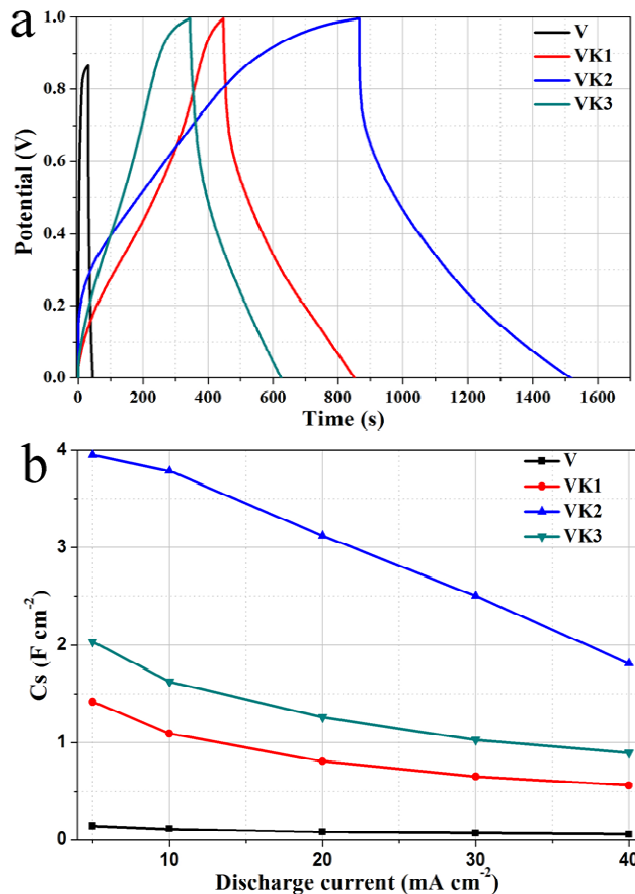 a
1.0
0.8
0.6
0.4
0.2
0.0
Potential (V)
V
VK1
VK2
VK3
0 200 400 600 800 1000 1200 1400 1600
Time (s)
b
4
3
2
1
0
Cs (F cm⁻²)
V
VK1
VK2
VK3
10 20 30 40
Discharge current (mA cm⁻²)